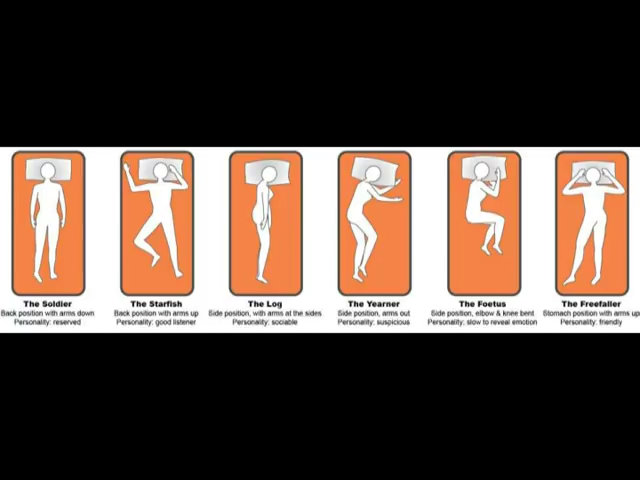 The Soldier
Back position with arms down
Personality: reserved
The Starfish
Back position with arms up
Personality: good listener
The Log
Side position, with arms at the sides
Personality: sociable
The Yearner
Side position, arms out
Personality: suspicious
The Foetus
Side position, elbow & knee bent
Personality: slow to reveal emotion
The Freefaller
Stomach position with arms up
Personality: friendly